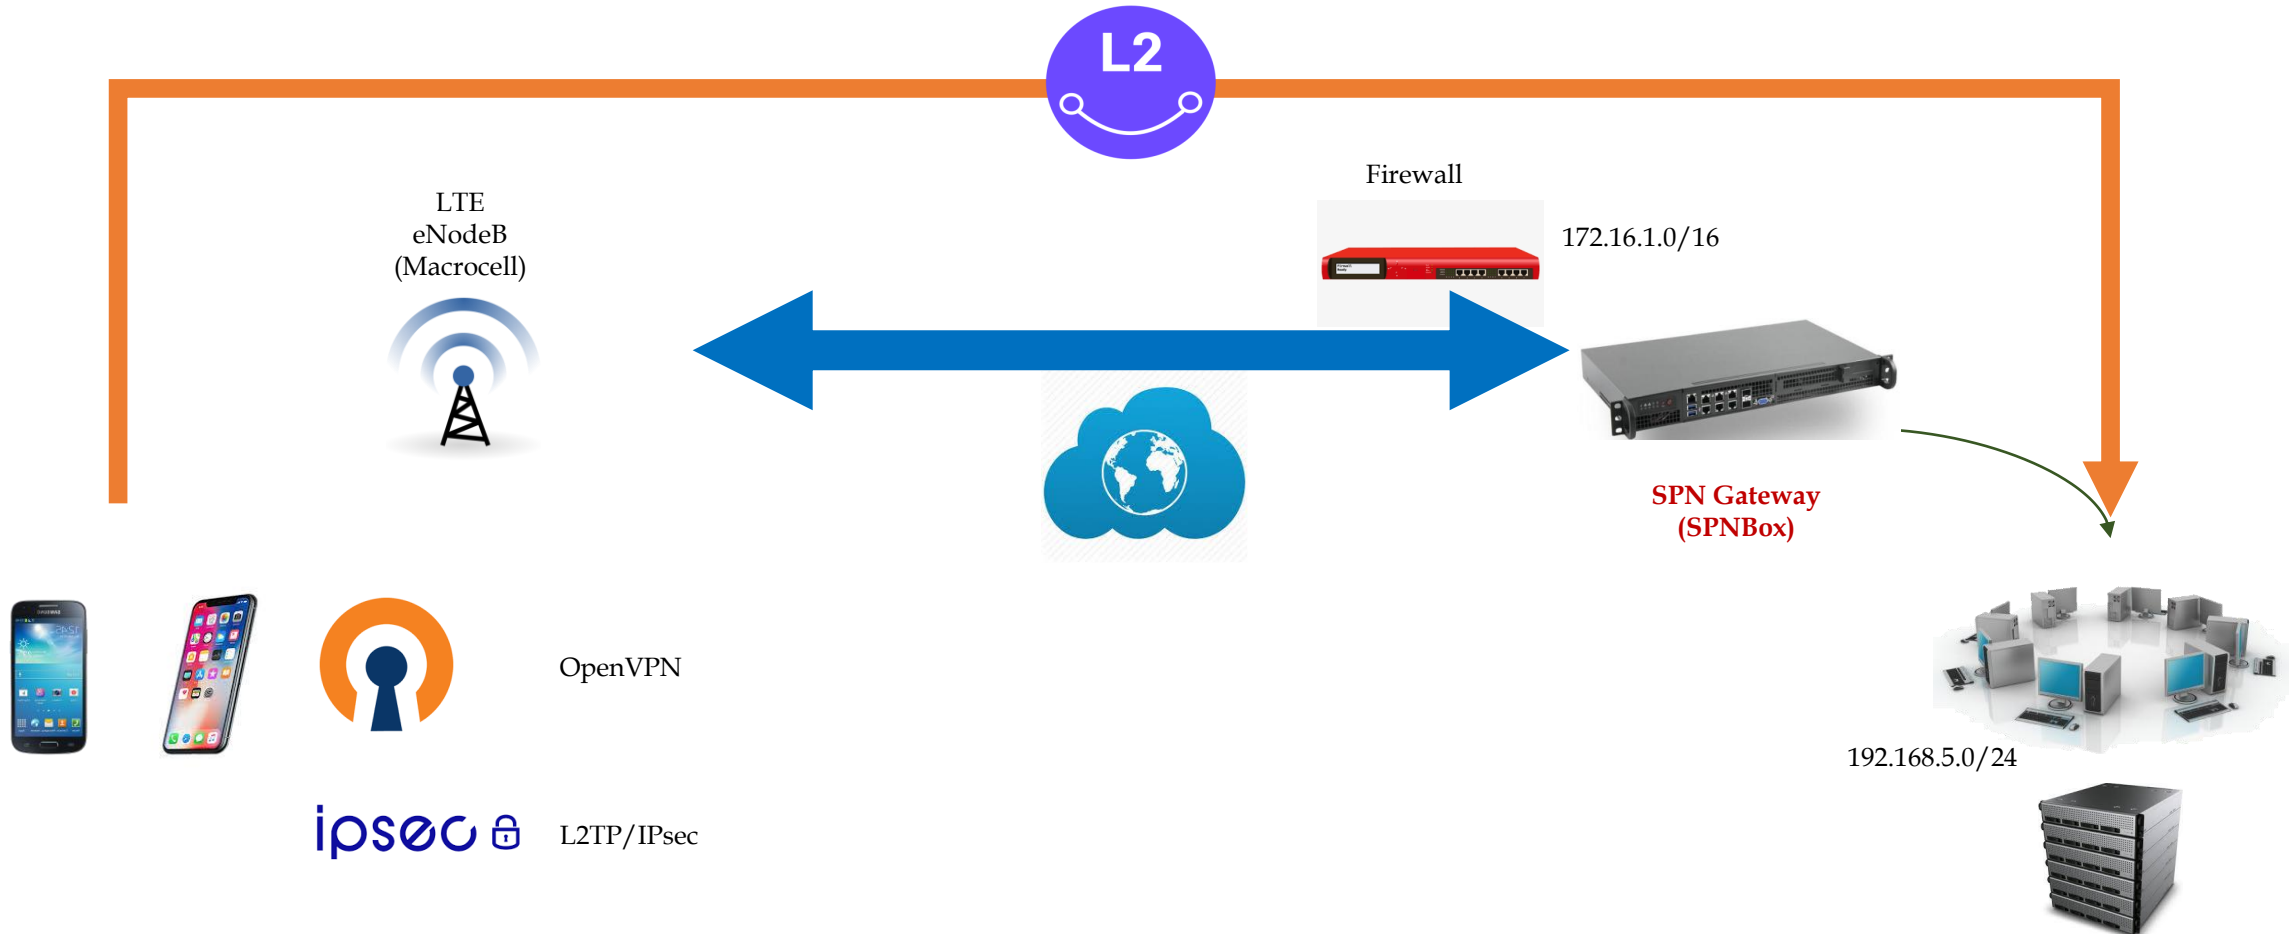 L2
Firewall
172.16.1.0/16
LTE
eNodeB
(Macrocell)
SPN Gateway
(SPNBox)
OpenVPN
192.168.5.0/24
ipsec
L2TP/IPsec